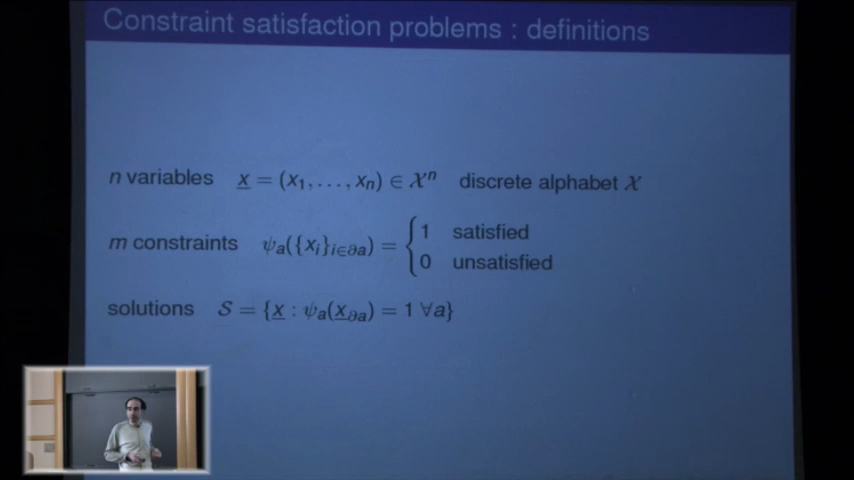 Constraint satisfaction problems : definitions
n variables x̲ = (x₁, . . . , xₙ) ∈ 𝒳ⁿ discrete alphabet 𝒳
m constraints ψₐ({xᵢ}ᵢ∈∂ₐ) = { 1 satisfied
0 unsatisfied
solutions 𝒮 = {x̲ : ψₐ(x̲∂ₐ) = 1 ∀a}